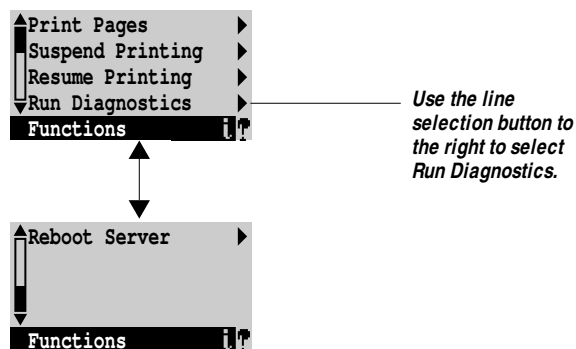 Print Pages
Suspend Printing
Resume Printing
Run Diagnostics
Functions i ?
Use the line
selection button to
the right to select
Run Diagnostics.
Reboot Server
Functions i ?